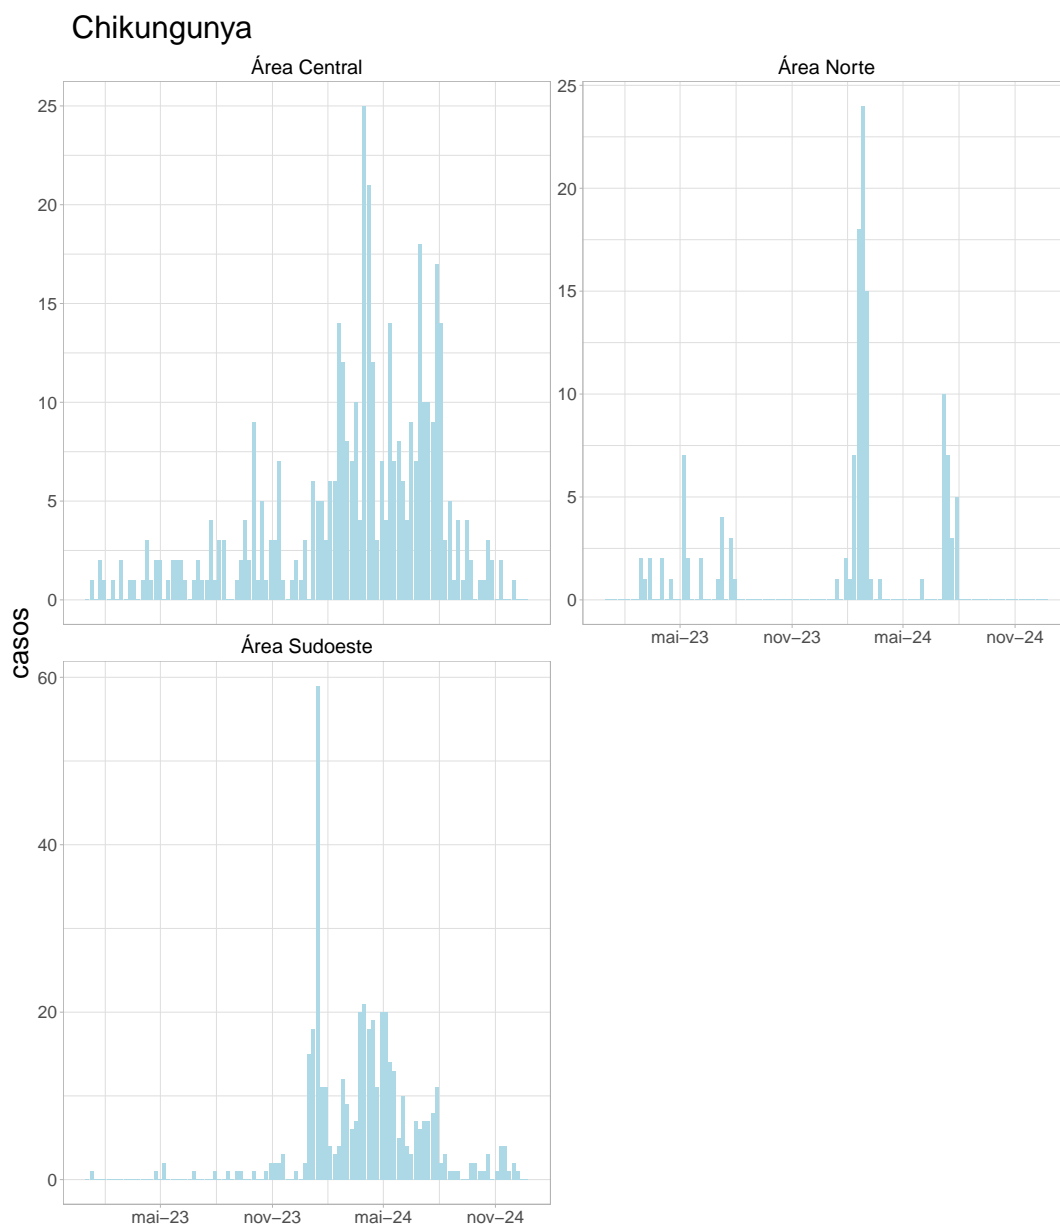 Chikungunya
Área Central
25
20
15
10
5
0
Área Norte
25
20
15
10
5
0
mai–23 nov–23 mai–24 nov–24
casos
Área Sudoeste
60
40
20
0
mai–23 nov–23 mai–24 nov–24